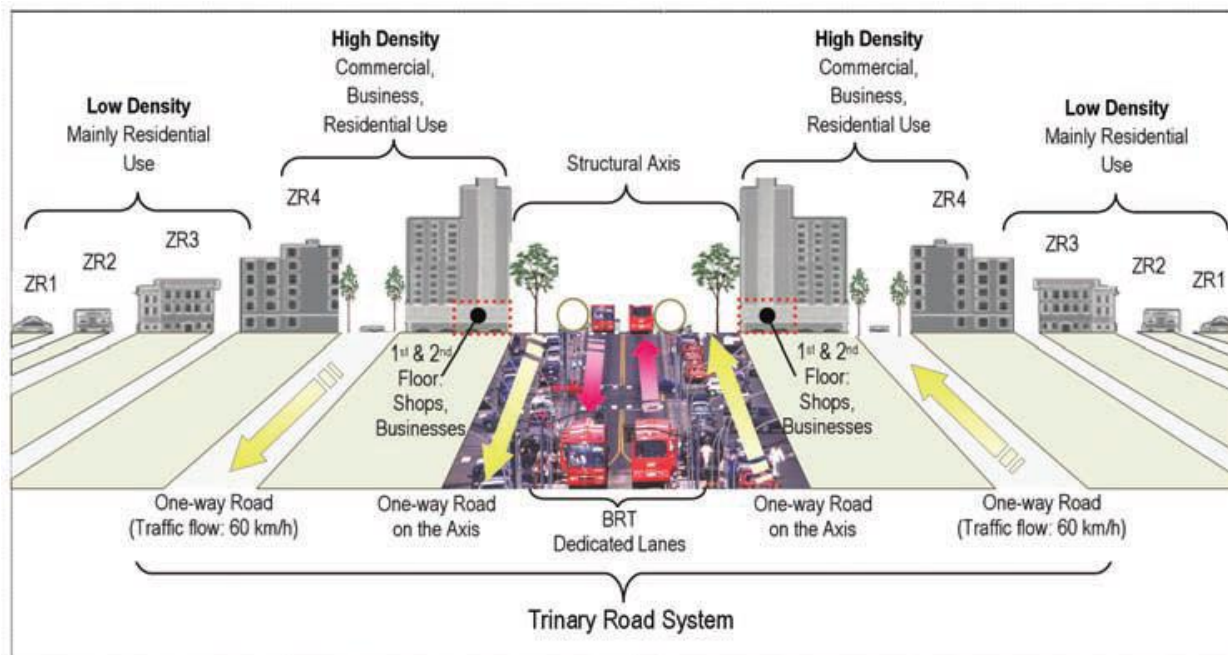 High Density
Commercial,
Business,
Residential Use
High Density
Commercial,
Business,
Residential Use
Low Density
Mainly Residential
Use
Low Density
Mainly Residential
Use
Structural Axis
ZR4
ZR4
ZR3
ZR3
ZR2
ZR2
ZR1
ZR1
1st & 2nd
Floor:
Shops,
Businesses
1st & 2nd
Floor:
Shops,
Businesses
One-way Road
(Traffic flow: 60 km/h)
One-way Road
on the Axis
BRT
Dedicated Lanes
One-way Road
on the Axis
One-way Road
(Traffic flow: 60 km/h)
Trinary Road System